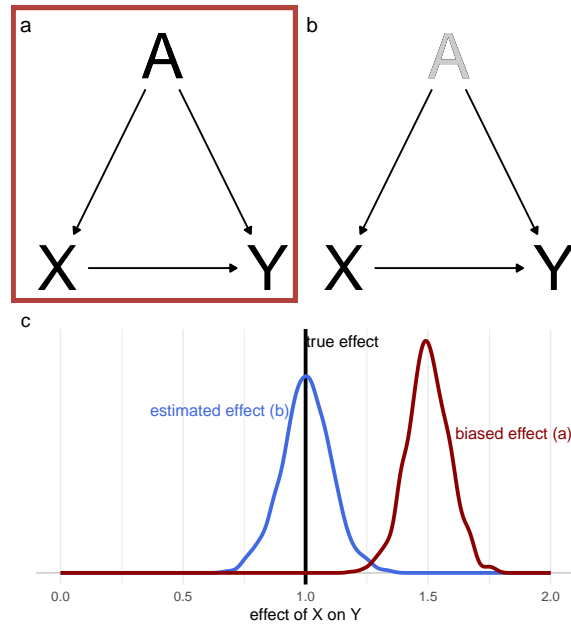 a
b
A
A
X
Y
X
Y
c
true effect
estimated effect (b)
biased effect (a)
0.0 0.5 1.0 1.5 2.0
effect of X on Y